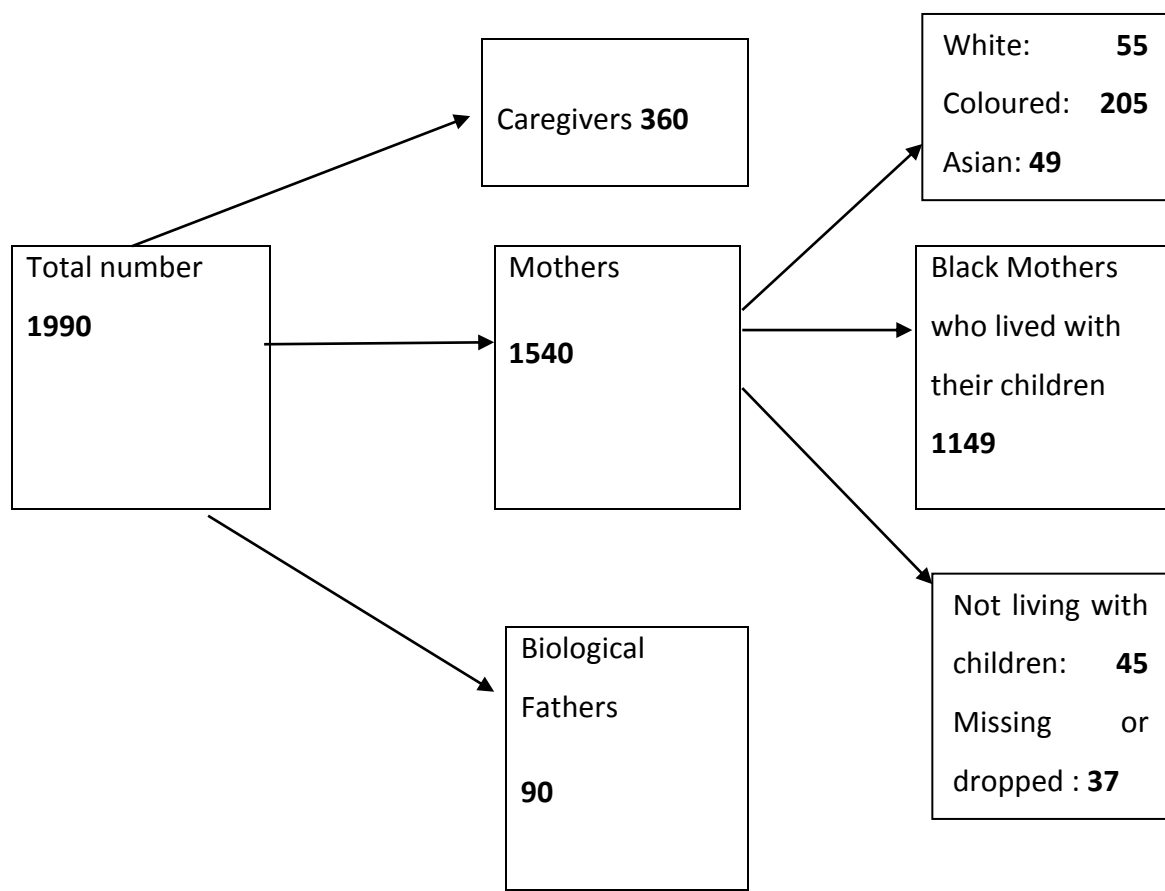 Caregivers 360
White: 55
Coloured: 205
Asian: 49
Total number
1990
Mothers
1540
Black Mothers
who lived with
their children
1149
Biological
Fathers
90
Not living with
children: 45
Missing or
dropped : 37